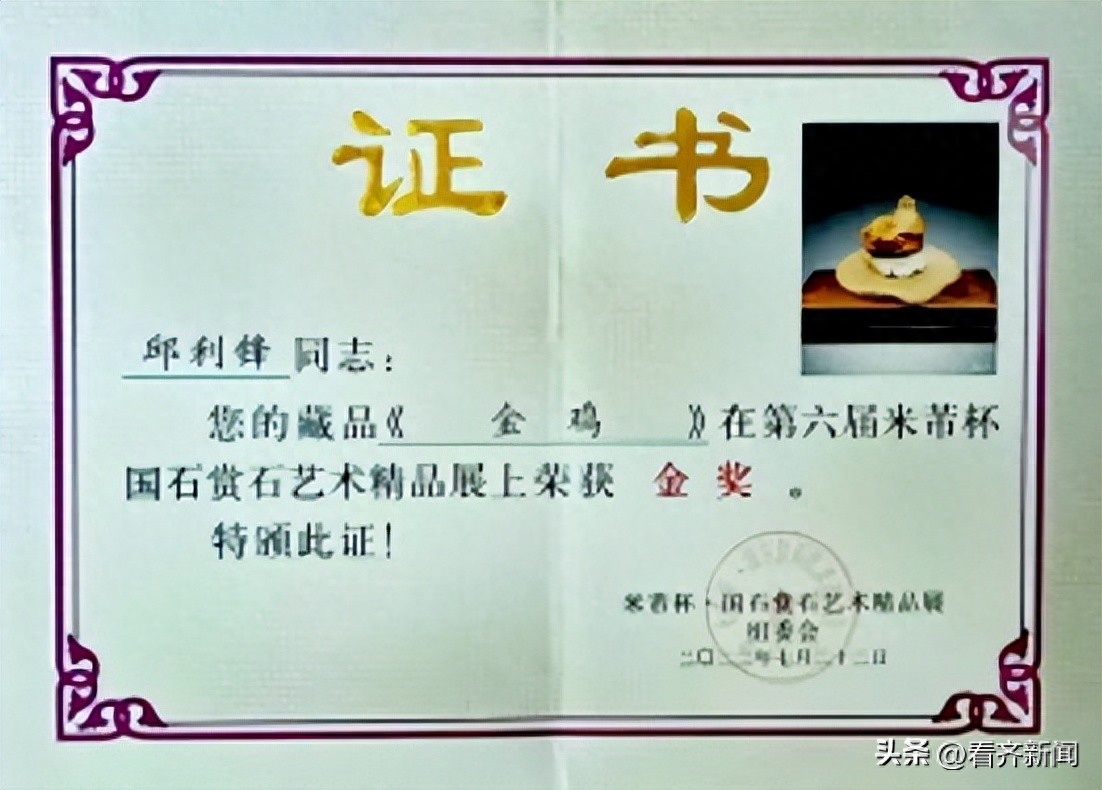 证书
邱利锋 同志：
您的藏品《 金鸡 》在第六届米芾杯
国石赏石艺术精品展上荣获 金奖 。
特颁此证！
米芾杯·国石赏石艺术精品展
组委会
头条 @看齐新闻